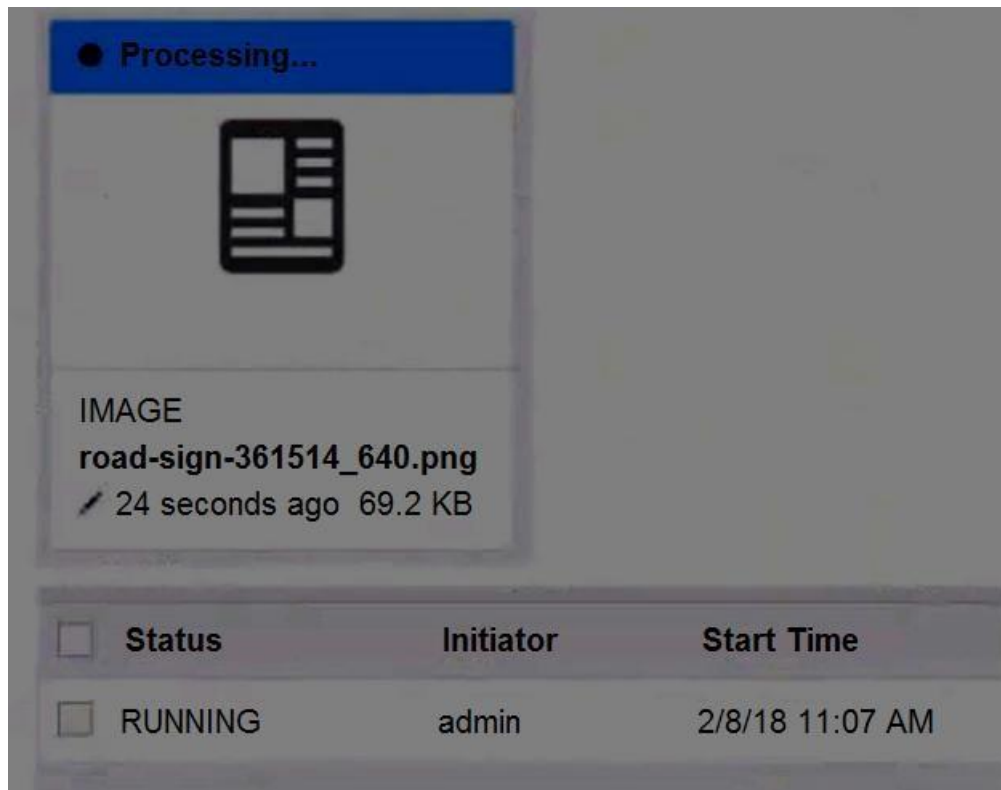 Processing...
IMAGE
road-sign-361514_640.png
24 seconds ago 69.2 KB
Status Initiator Start Time
RUNNING admin 2/8/18 11:07 AM